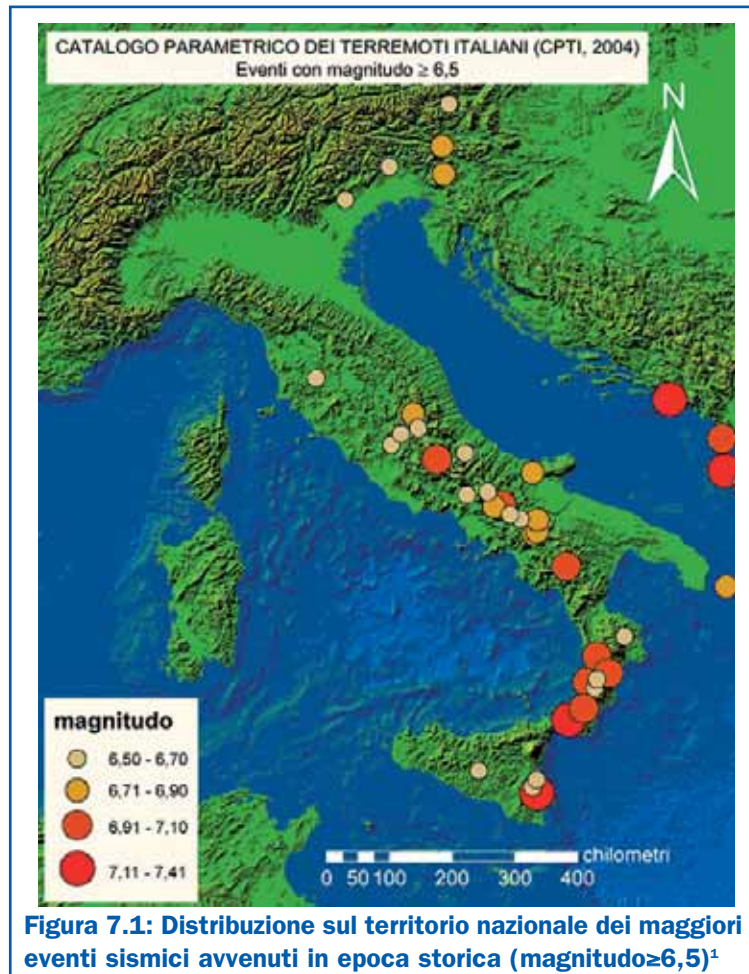 CATALOGO PARAMETRICO DEI TERREMOTI ITALIANI (CPTI, 2004)
Eventi con magnitudo ≥ 6,5
N
magnitudo
6,50 - 6,70
6,71 - 6,90
6,91 - 7,10
7,11 - 7,41
chilometri
0 50 100 200 300 400
Figura 7.1: Distribuzione sul territorio nazionale dei maggiori
eventi sismici avvenuti in epoca storica (magnitudo≥6,5)¹